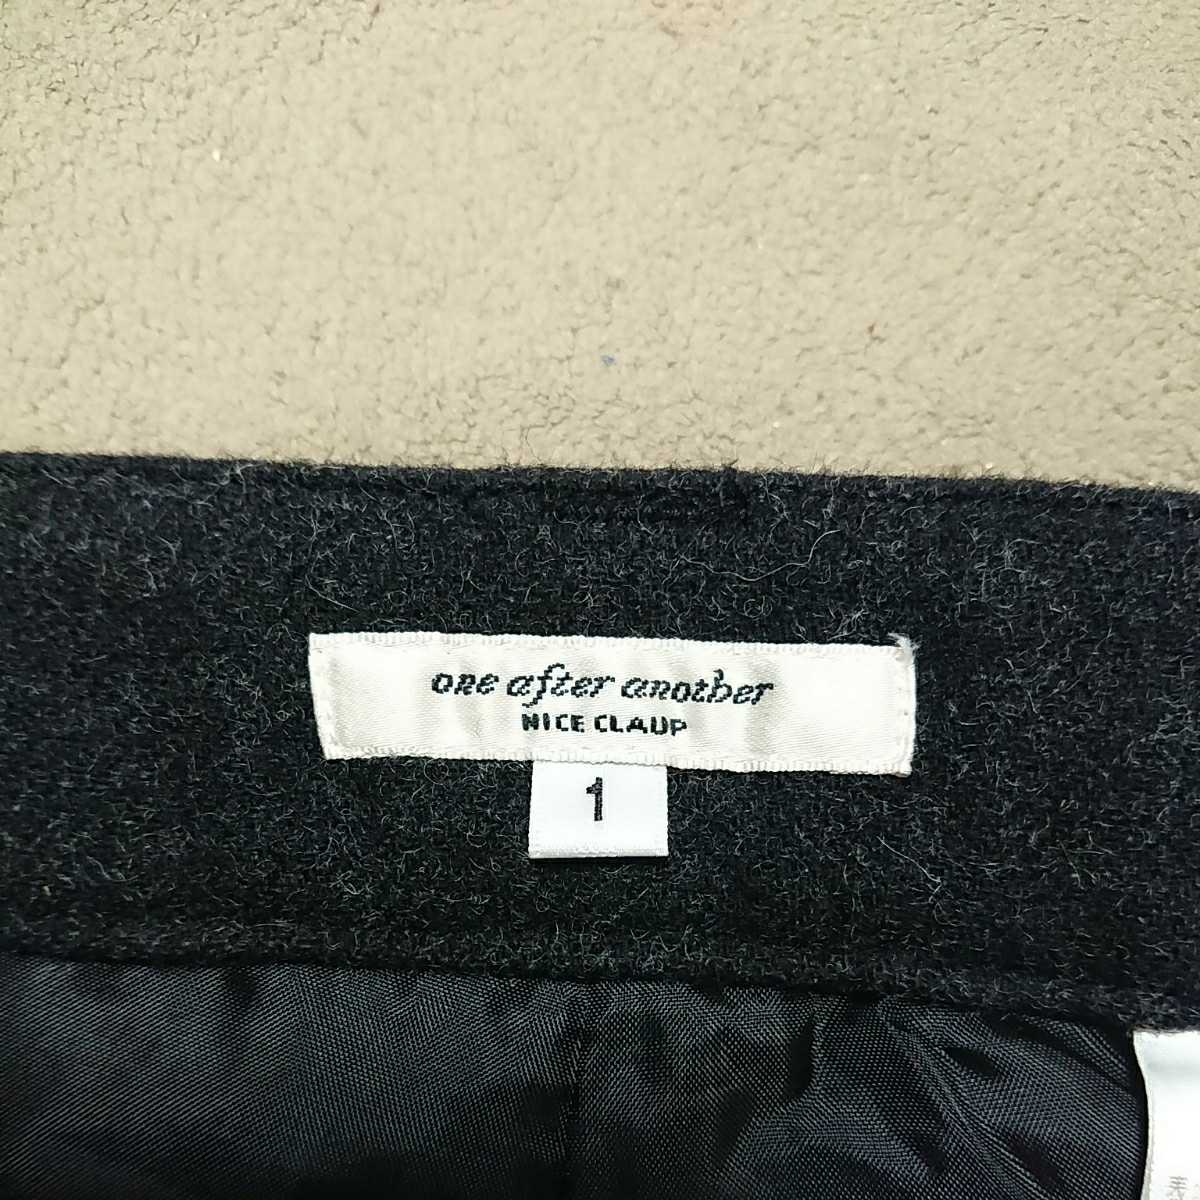 one after another
NICE CLAUP
1